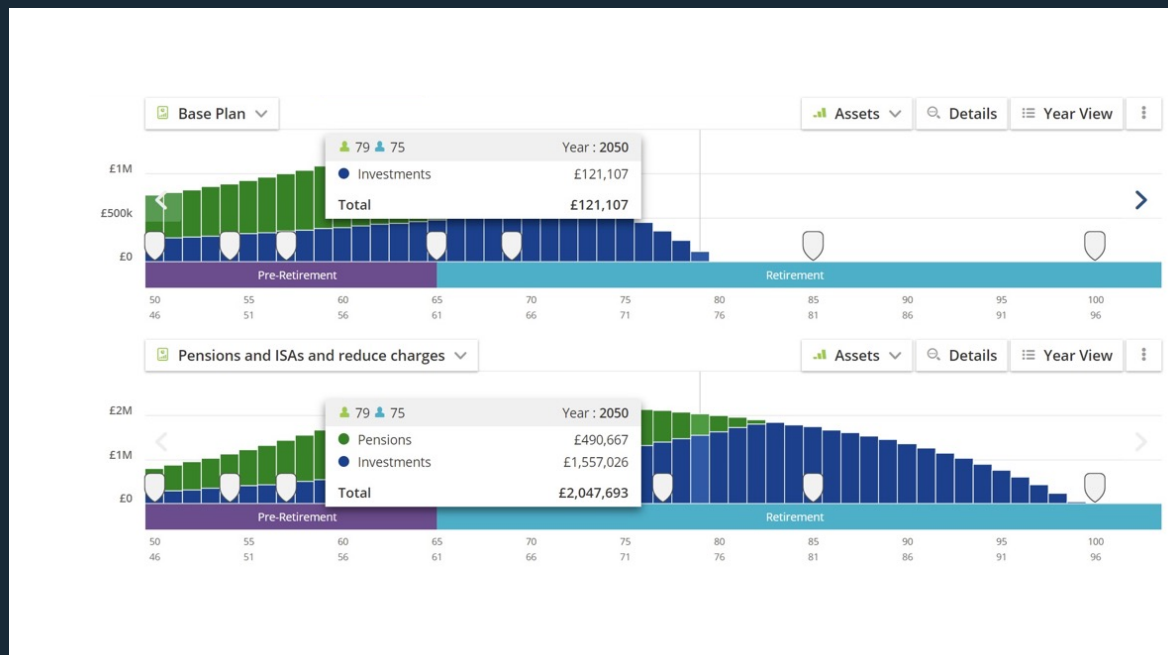 Base Plan
Assets
Details
Year View
79 75 Year : 2050
Investments £121,107
Total £121,107
£1M
£500k
£0
Pre-Retirement Retirement
50 55 60 65 70 75 80 85 90 95 100
46 51 56 61 66 71 76 81 86 91 96
Pensions and ISAs and reduce charges
Assets
Details
Year View
79 75 Year : 2050
Pensions £490,667
Investments £1,557,026
Total £2,047,693
£2M
£1M
£0
Pre-Retirement Retirement
50 55 60 65 70 75 80 85 90 95 100
46 51 56 61 66 71 76 81 86 91 96